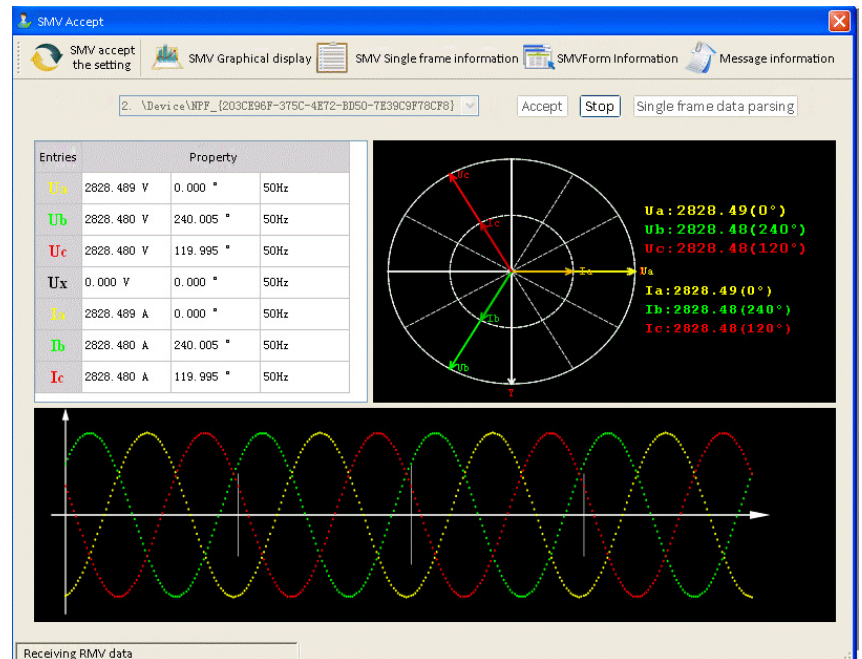 SMV Accept
SMV accept
the setting
SMV Graphical display
SMV Single frame information
SMVForm Information
Message information
2. \Device\NPF_{203CE96F-375C-4E72-BD50-7E39C9F78CF8}
Accept
Stop
Single frame data parsing
Entries Property
Ua 2828.489 V 0.000 ° 50Hz
Ub 2828.480 V 240.005 ° 50Hz
Uc 2828.480 V 119.995 ° 50Hz
Ux 0.000 V 0.000 ° 50Hz
Ia 2828.489 A 0.000 ° 50Hz
Ib 2828.480 A 240.005 ° 50Hz
Ic 2828.480 A 119.995 ° 50Hz
Uc
Ic
Ia
Ua
Ib
Ub
Y
Ua:2828.49(0°)
Ub:2828.48(240°)
Uc:2828.48(120°)
Ia:2828.49(0°)
Ib:2828.48(240°)
Ic:2828.48(120°)
Receiving RMV data